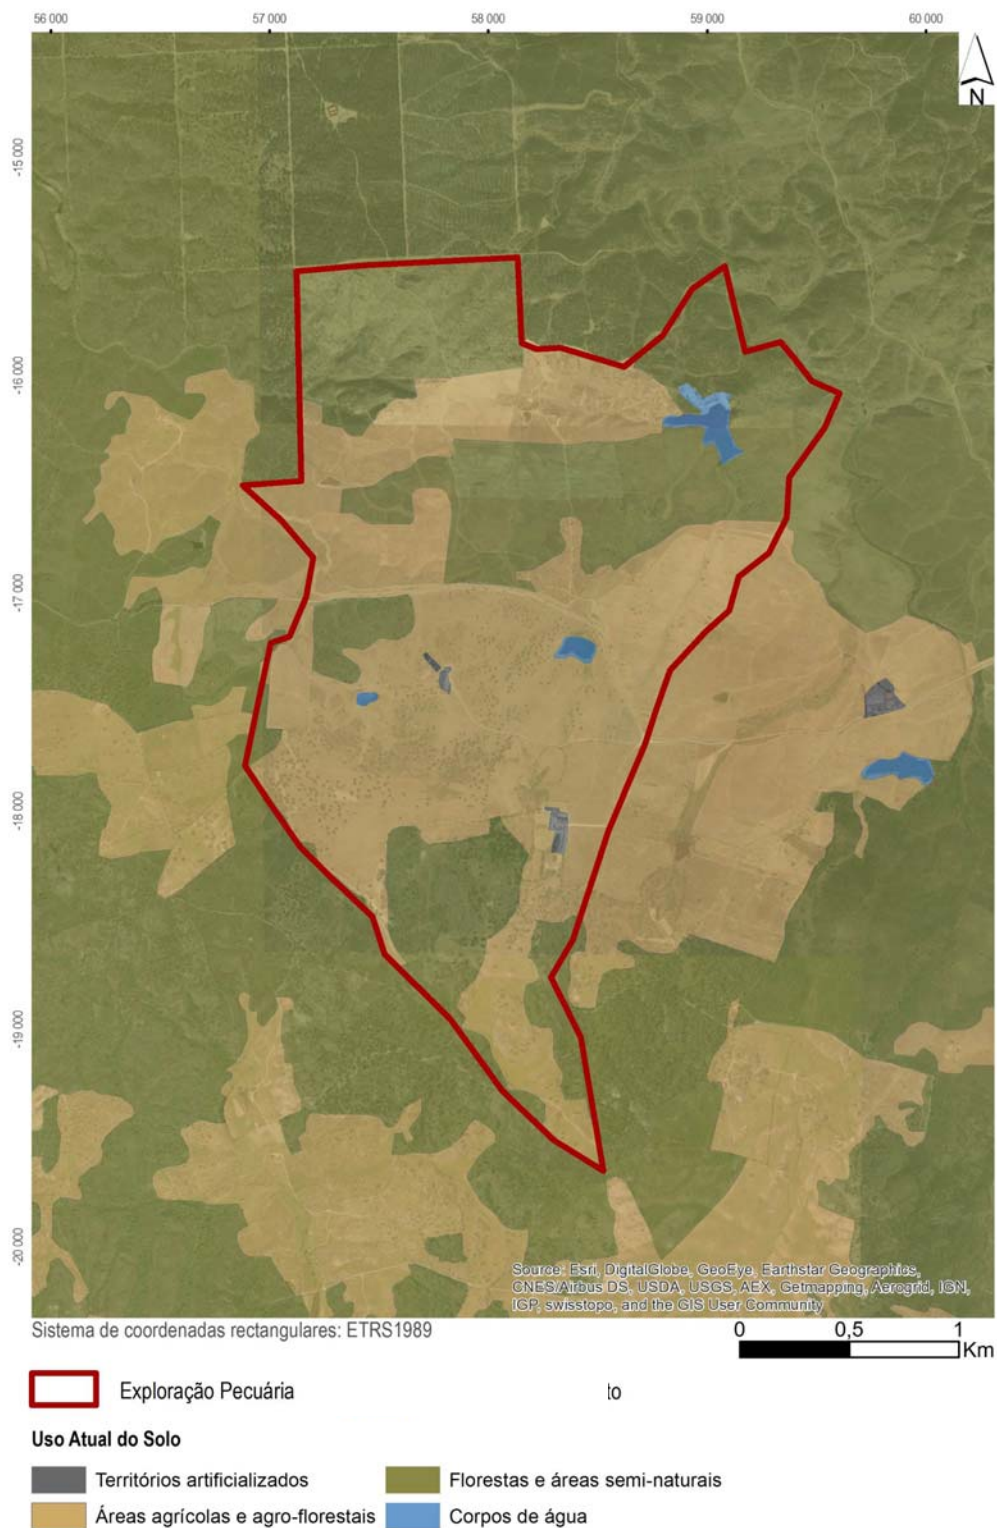 56 000 57 000 58 000 59 000 60 000
N
-15 000
-16 000
-17 000
-18 000
-19 000
-20 000
Source: Esri, DigitalGlobe, GeoEye, Earthstar Geographics,
CNES/Airbus DS, USDA, USGS, AEX, Getmapping, Aerogrid, IGN,
IGP, swisstopo, and the GIS User Community
Sistema de coordenadas rectangulares: ETRS1989
0 0,5 1
Km
Exploração Pecuária to
Uso Atual do Solo
Territórios artificializados Florestas e áreas semi-naturais
Áreas agrícolas e agro-florestais Corpos de água